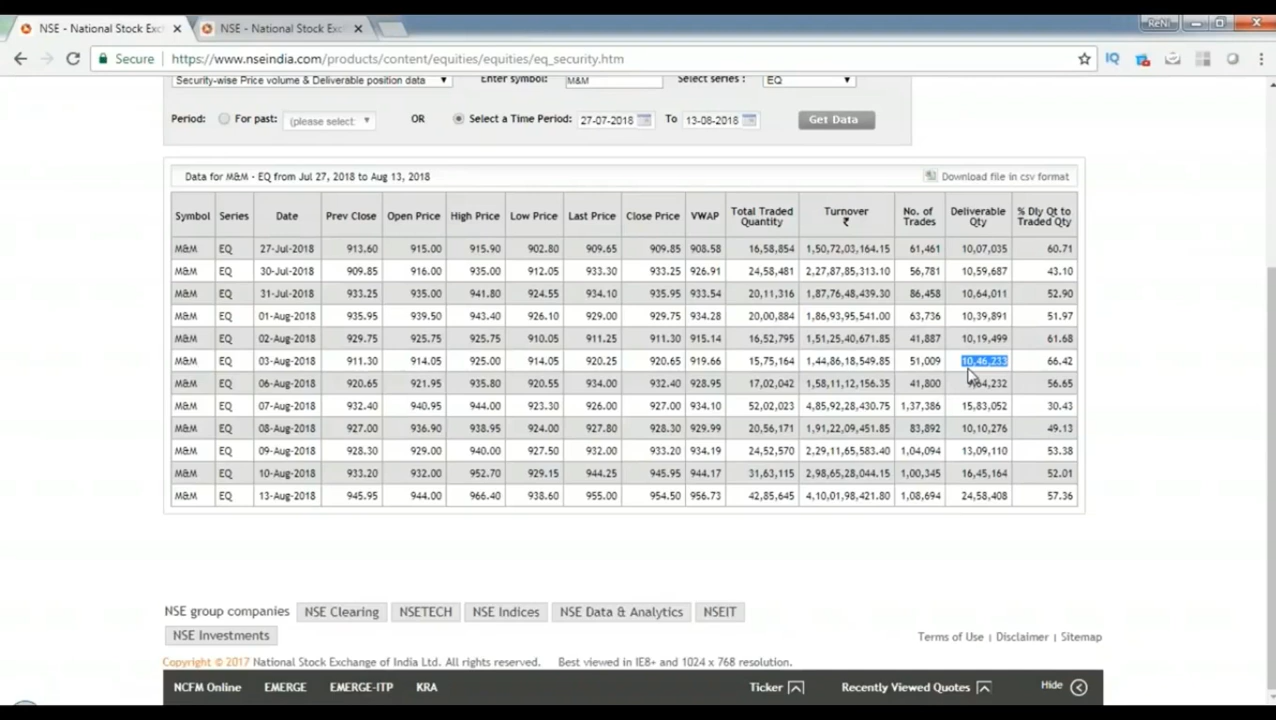 NSE - National Stock Exc × NSE - National Stock Exc × ReNi
Secure https://www.nseindia.com/products/content/equities/equities/eq_security.htm IQ
Security-wise Price volume & Deliverable position data Enter symbol: M&M Select series : EQ
Period: For past: (please select OR Select a Time Period: 27-07-2018 To 13-08-2018 Get Data
Data for M&M - EQ from Jul 27, 2018 to Aug 13, 2018 Download file in csv format
Symbol Series Date Prev Close Open Price High Price Low Price Last Price Close Price VWAP Total Traded Quantity Turnover ₹ No. of Trades Deliverable Qty % Dly Qt to Traded Qty
M&M EQ 27-Jul-2018 913.60 915.00 915.90 902.80 909.65 909.85 908.58 16,58,854 1,50,72,03,164.15 61,461 10,07,035 60.71
M&M EQ 30-Jul-2018 909.85 916.00 935.00 912.05 933.30 933.25 926.91 24,58,481 2,27,87,85,313.10 56,781 10,59,687 43.10
M&M EQ 31-Jul-2018 933.25 935.00 941.80 924.55 934.10 935.95 933.54 20,11,316 1,87,76,48,439.30 86,458 10,64,011 52.90
M&M EQ 01-Aug-2018 935.95 939.50 943.40 926.10 929.00 929.75 934.28 20,00,884 1,86,93,95,541.00 63,736 10,39,891 51.97
M&M EQ 02-Aug-2018 929.75 925.75 925.75 910.05 911.25 911.30 915.14 16,52,795 1,51,25,40,671.85 41,887 10,19,499 61.68
M&M EQ 03-Aug-2018 911.30 914.05 925.00 914.05 920.25 920.65 919.66 15,75,164 1,44,86,18,549.85 51,009 10,46,233 66.42
M&M EQ 06-Aug-2018 920.65 921.95 935.80 920.55 934.00 932.40 928.95 17,02,042 1,58,11,12,156.35 41,800 56.65
M&M EQ 07-Aug-2018 932.40 940.95 944.00 923.30 926.00 927.00 934.10 52,02,023 4,85,92,28,430.75 1,37,386 15,83,052 30.43
M&M EQ 08-Aug-2018 927.00 936.90 938.95 924.00 927.80 928.30 929.99 20,56,171 1,91,22,09,451.85 83,892 10,10,276 49.13
M&M EQ 09-Aug-2018 928.30 929.00 940.00 927.50 932.00 933.20 934.19 24,52,570 2,29,11,65,583.40 1,04,094 13,09,110 53.38
M&M EQ 10-Aug-2018 933.20 932.00 952.70 929.15 944.25 945.95 944.17 31,63,115 2,98,65,28,044.15 1,00,345 16,45,164 52.01
M&M EQ 13-Aug-2018 945.95 944.00 966.40 938.60 955.00 954.50 956.73 42,85,645 4,10,01,98,421.80 1,08,694 24,58,408 57.36
NSE group companies NSE Clearing NSETECH NSE Indices NSE Data & Analytics NSEIT
NSE Investments
Terms of Use | Disclaimer | Sitemap
Copyright © 2017 National Stock Exchange of India Ltd. All rights reserved. Best viewed in IE8+ and 1024 x 768 resolution.
NCFM Online EMERGE EMERGE-ITP KRA Ticker Recently Viewed Quotes Hide